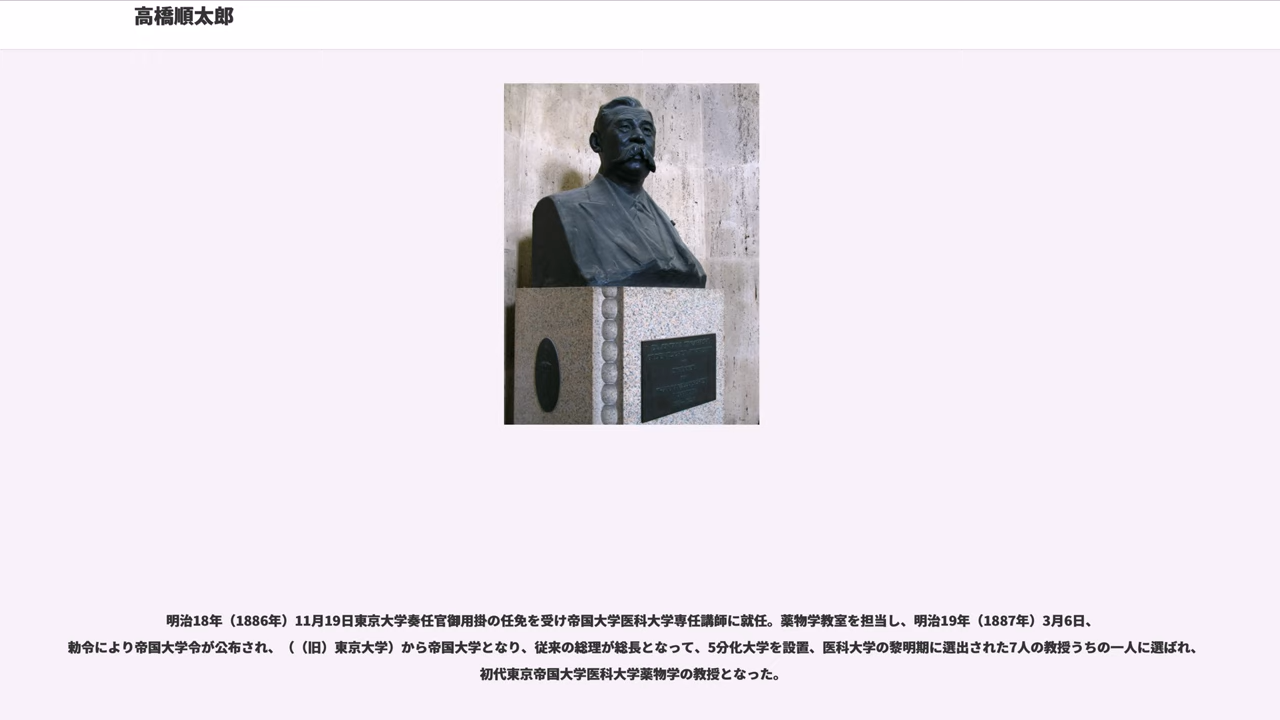 高橋順太郎
明治18年（1886年）11月19日東京大学奏任官御用掛の任免を受け帝国大学医科大学専任講師に就任。薬物学教室を担当し、明治19年（1887年）3月6日、
勅令により帝国大学令が公布され、（（旧）東京大学）から帝国大学となり、従来の総理が総長となって、5分化大学を設置、医科大学の黎明期に選出された7人の教授うちの一人に選ばれ、
初代東京帝国大学医科大学薬物学の教授となった。